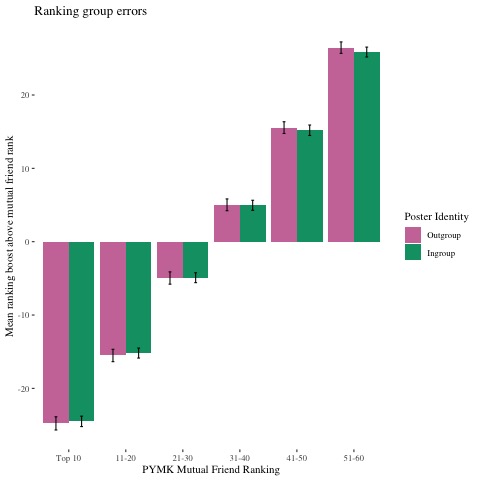 Ranking group errors
Mean ranking boost above mutual friend rank
20
10
0
-10
-20
Top 10 11-20 21-30 31-40 41-50 51-60
PYMK Mutual Friend Ranking
Poster Identity
Outgroup
Ingroup